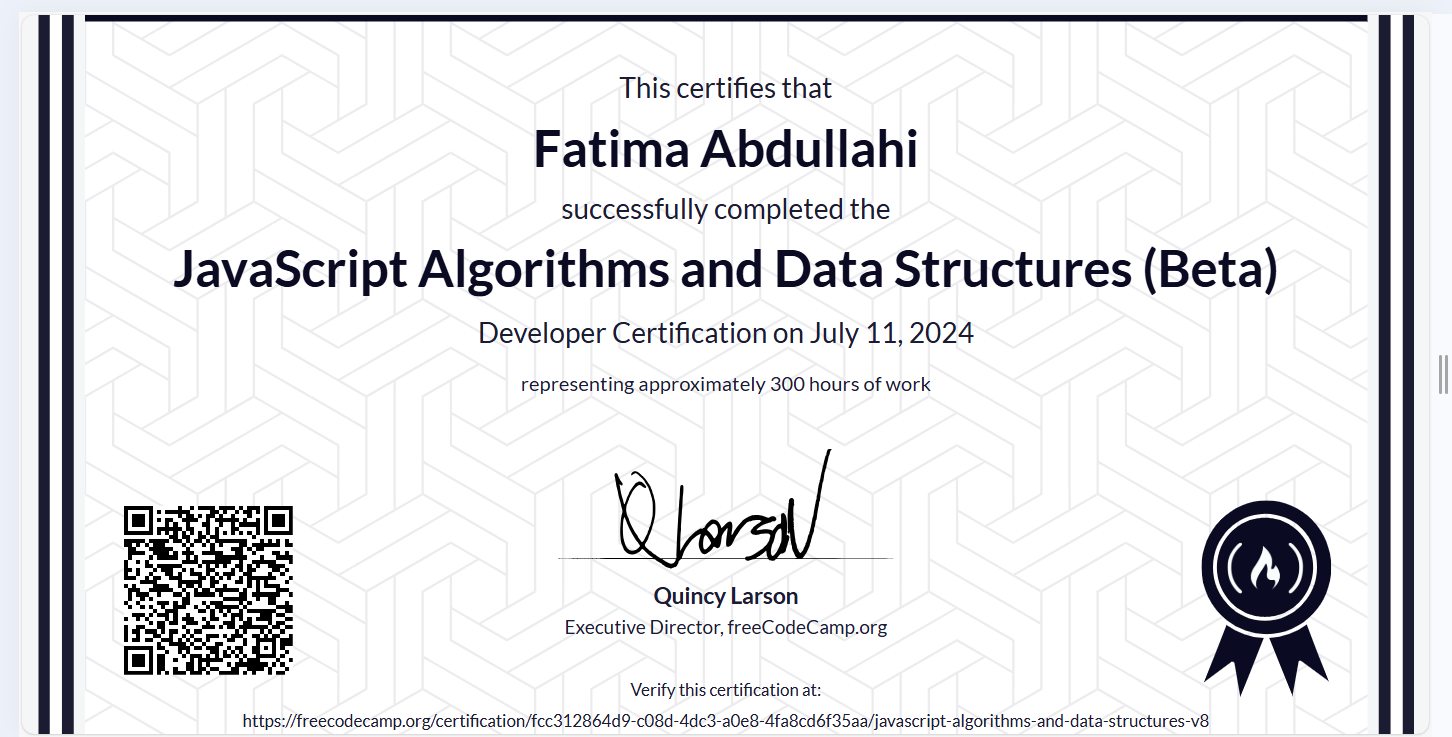 This certifies that
Fatima Abdullahi
successfully completed the
JavaScript Algorithms and Data Structures (Beta)
Developer Certification on July 11, 2024
representing approximately 300 hours of work
Quincy Larson
Executive Director, freeCodeCamp.org
Verify this certification at:
https://freecodecamp.org/certification/fcc312864d9-c08d-4dc3-a0e8-4fa8cd6f35aa/javascript-algorithms-and-data-structures-v8